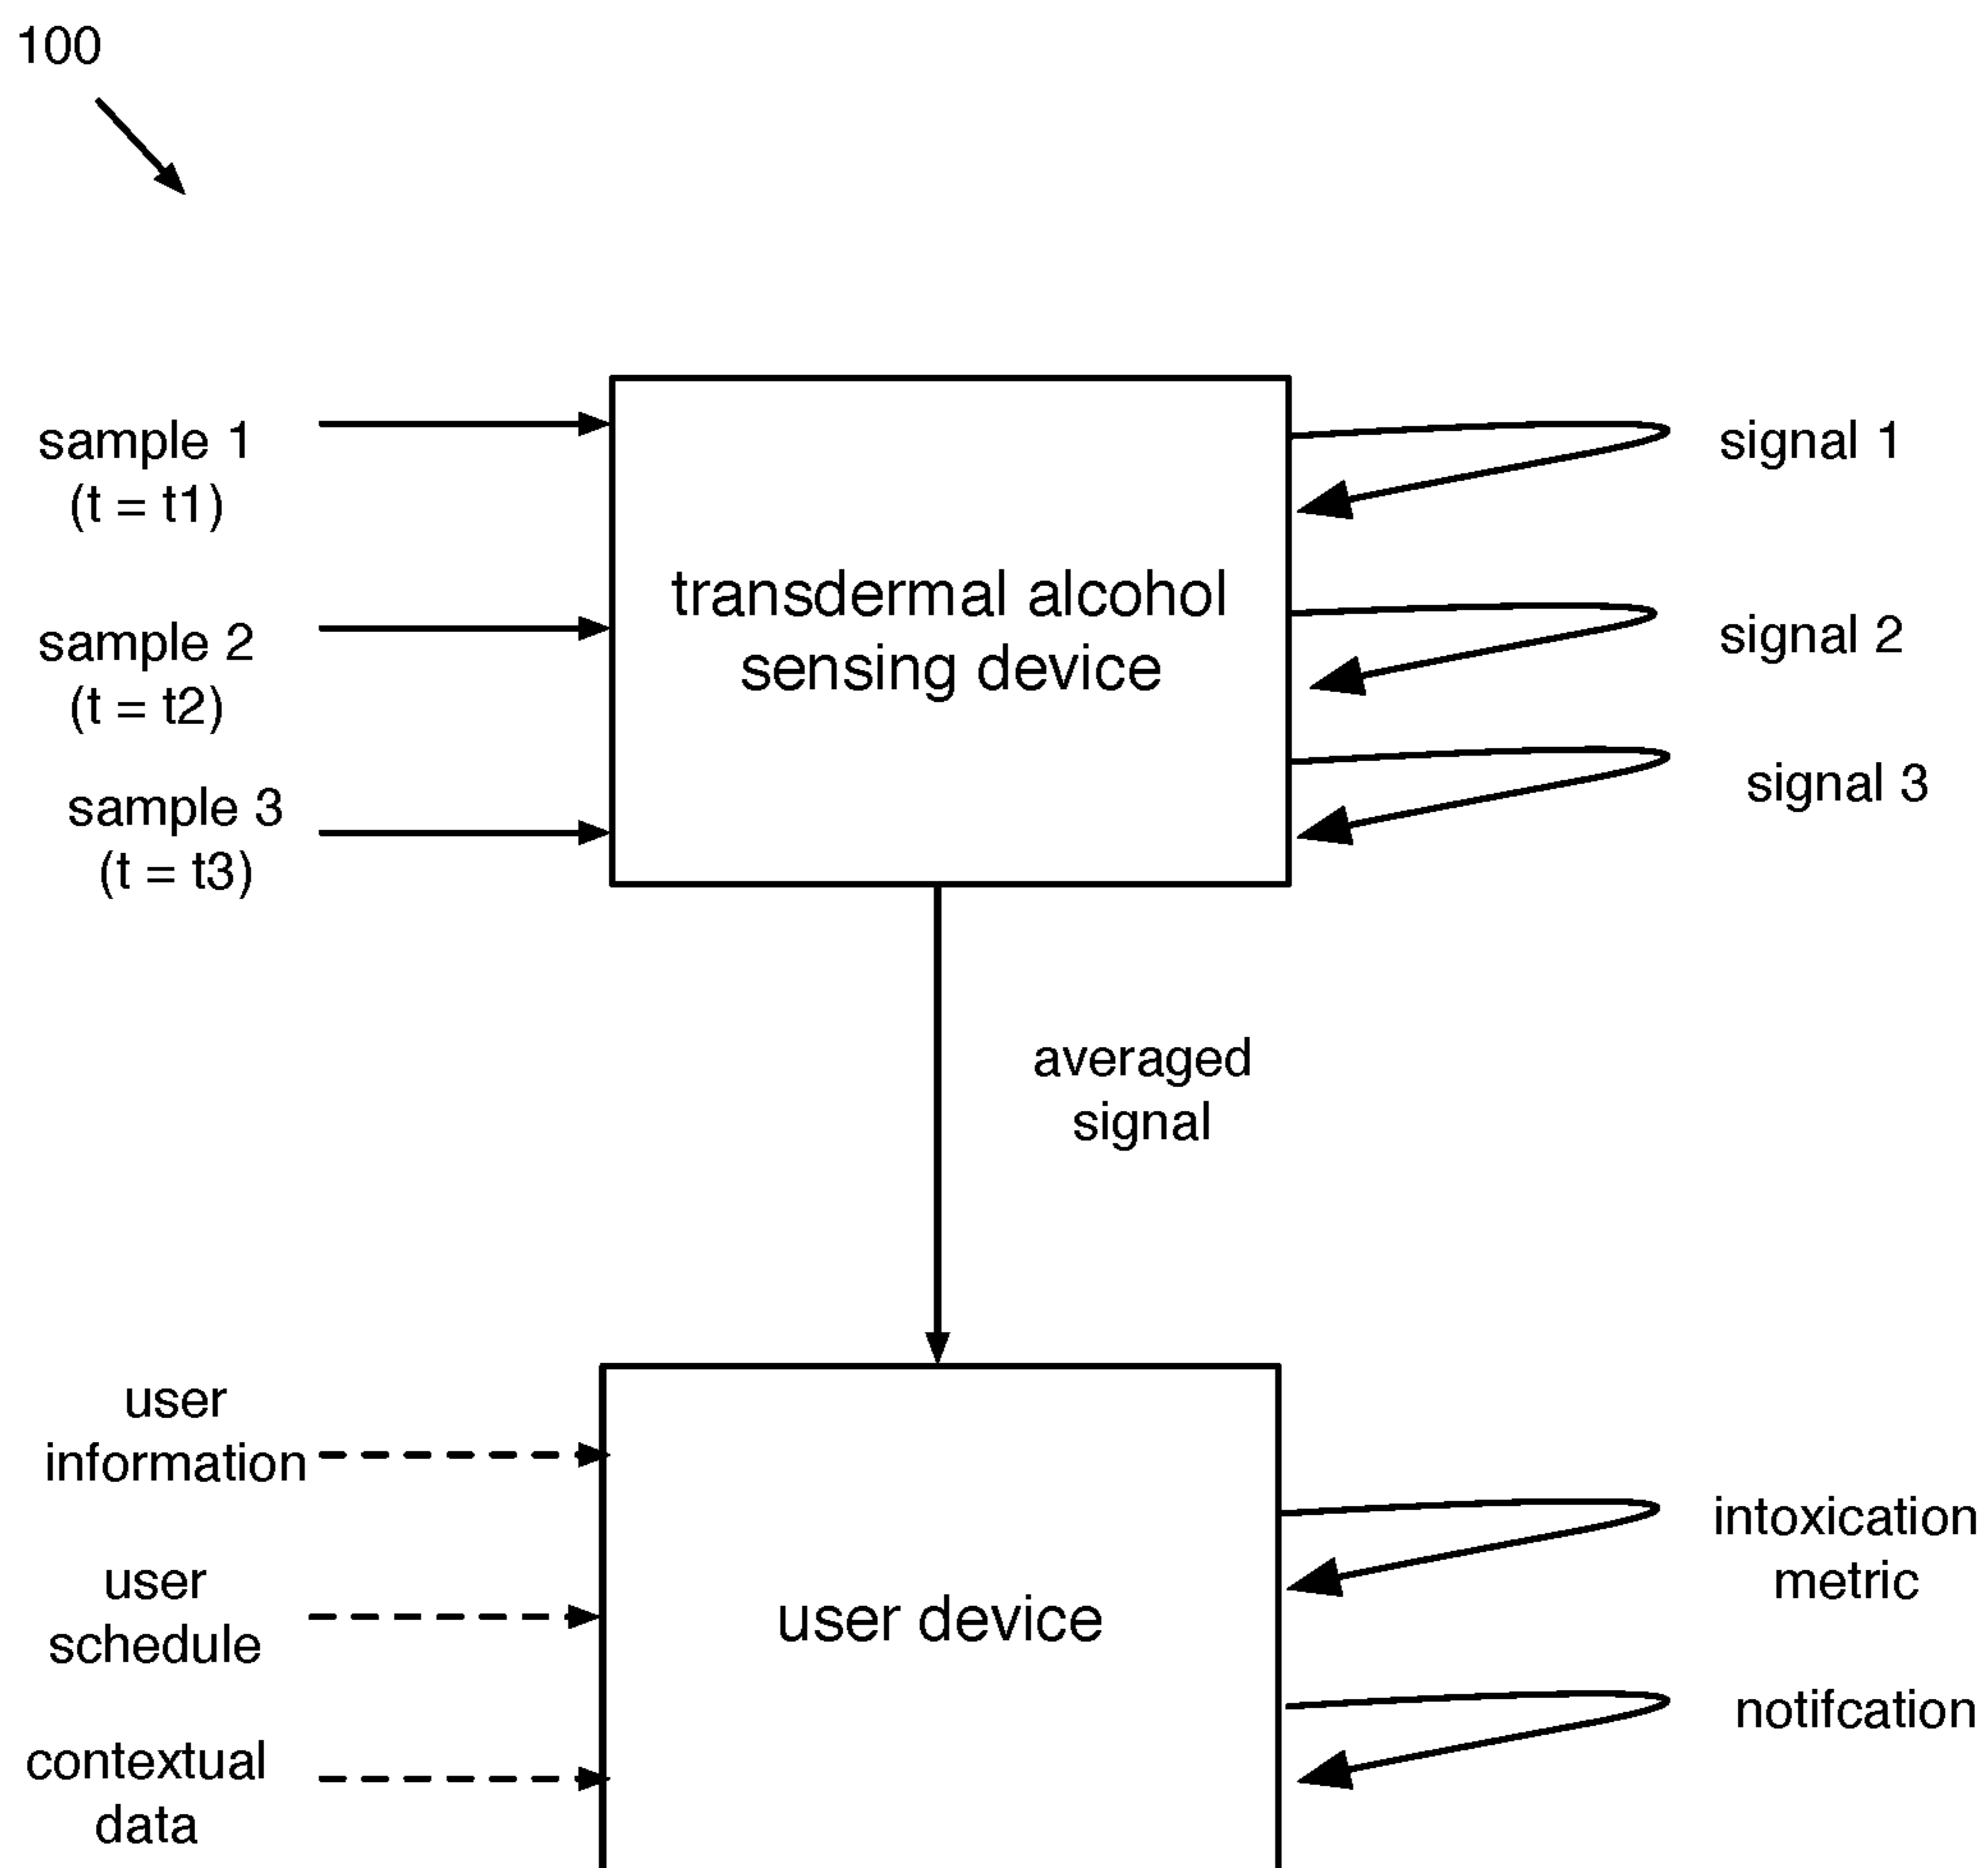 100
sample 1
(t = t1)
signal 1
transdermal alcohol
sensing device
sample 2
(t = t2)
signal 2
sample 3
(t = t3)
signal 3
averaged
signal
user
information
user
schedule
contextual
data
user device
intoxication
metric
notifcation